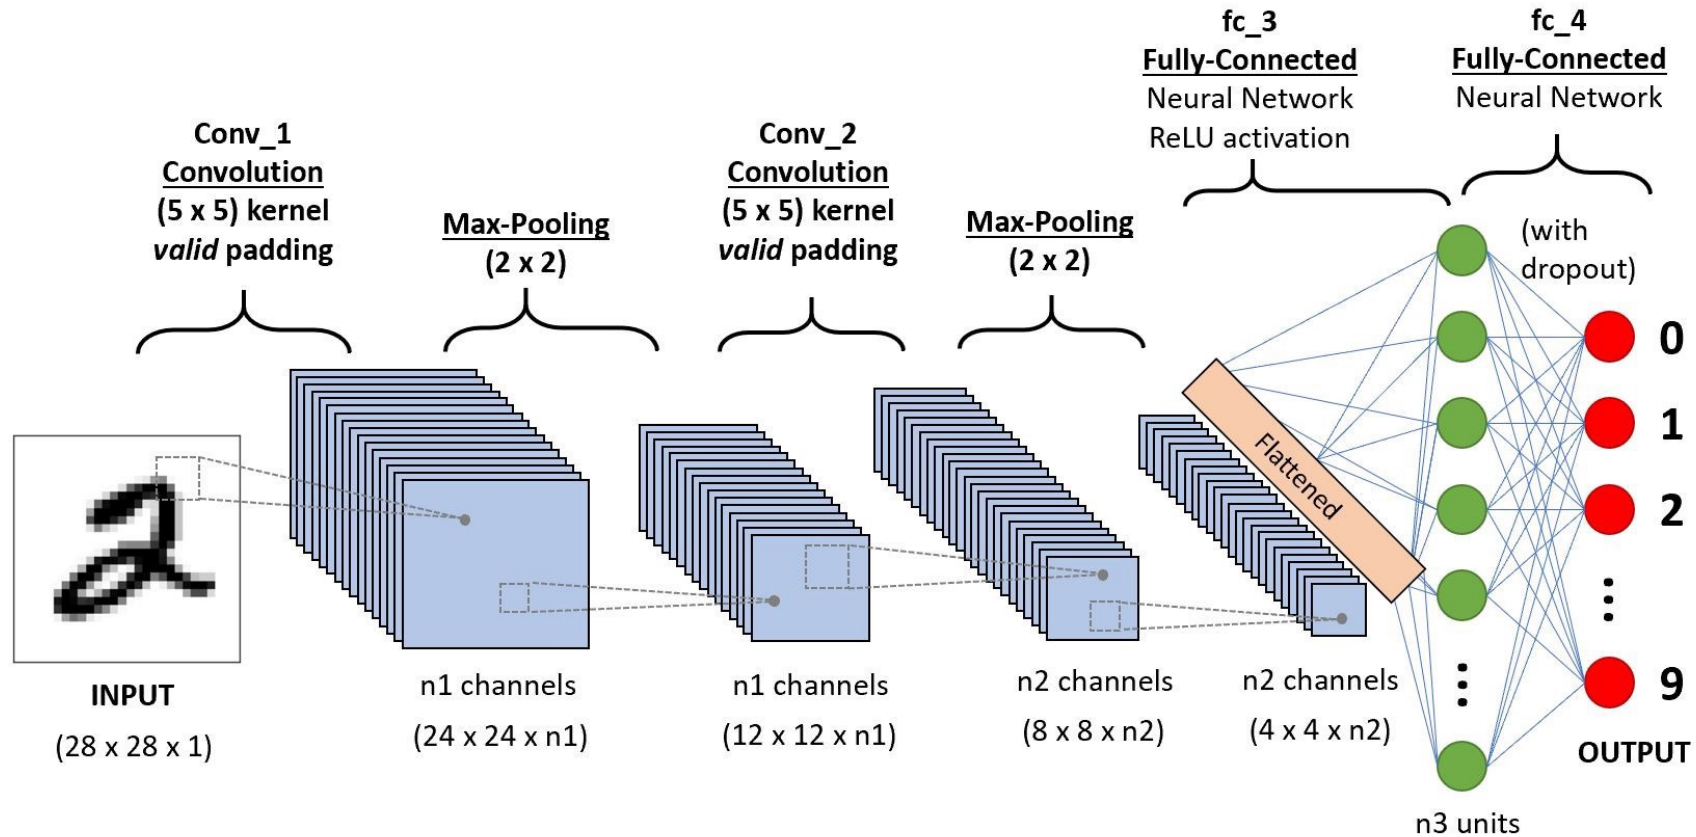 Conv_1
Convolution
(5 x 5) kernel
valid padding
Max-Pooling
(2 x 2)
Conv_2
Convolution
(5 x 5) kernel
valid padding
Max-Pooling
(2 x 2)
fc_3
Fully-Connected
Neural Network
ReLU activation
fc_4
Fully-Connected
Neural Network
(with
dropout)
INPUT
(28 x 28 x 1)
n1 channels
(24 x 24 x n1)
n1 channels
(12 x 12 x n1)
n2 channels
(8 x 8 x n2)
n2 channels
(4 x 4 x n2)
Flattened
n3 units
0
1
2
9
OUTPUT
2